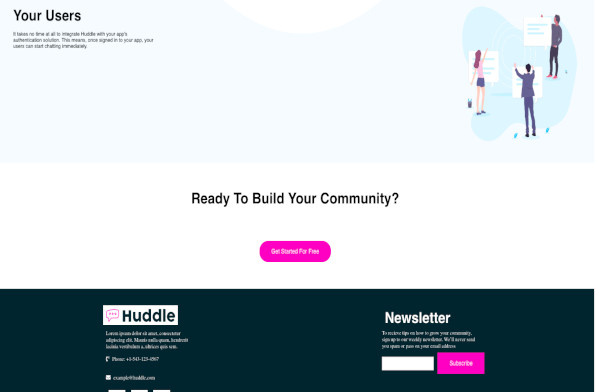 Your Users
It takes no time at all to integrate Huddle with your app's
authentication solution. This means, once signed in to your app, your
users can start chatting immediately.
Ready To Build Your Community?
Get Started For Free
Huddle
Lorem ipsum dolor sit amet, consectetur
adipiscing elit. Mauris nulla quam, hendrerit
lacinia vestibulum a, ultrices quis sem.
Phone: +1-543-123-4567
example@huddle.com
Newsletter
To recieve tips on how to grow your community,
sign up to our weekly newsletter. We'll never send
you spam or pass on your email address
Subscribe